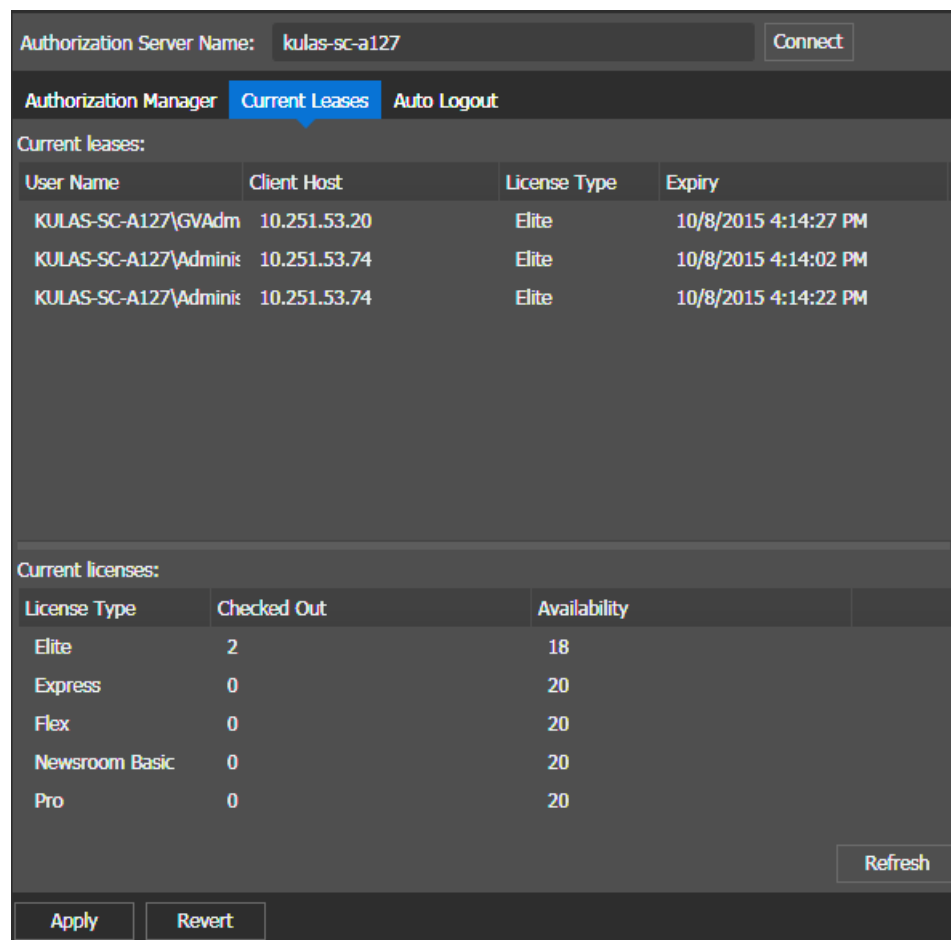 Authorization Server Name: kulas-sc-a127 Connect
Authorization Manager Current Leases Auto Logout
Current leases:
User Name Client Host License Type Expiry
KULAS-SC-A127\GVAdm 10.251.53.20 Elite 10/8/2015 4:14:27 PM
KULAS-SC-A127\Adminis 10.251.53.74 Elite 10/8/2015 4:14:02 PM
KULAS-SC-A127\Adminis 10.251.53.74 Elite 10/8/2015 4:14:22 PM
Current licenses:
License Type Checked Out Availability
Elite 2 18
Express 0 20
Flex 0 20
Newsroom Basic 0 20
Pro 0 20
Refresh
Apply Revert